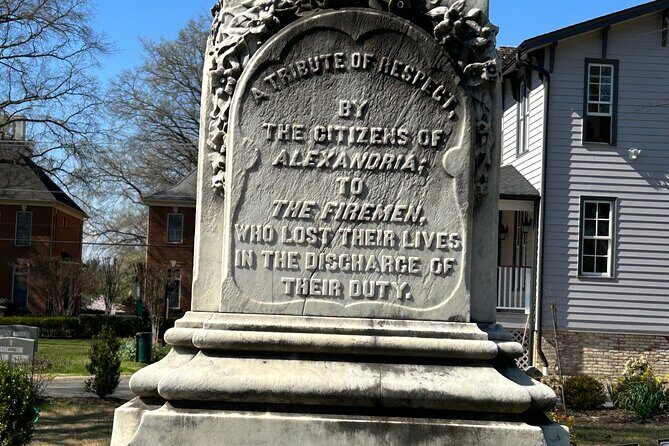 A TRIBUTE OF RESPECT,
BY
THE CITIZENS OF
ALEXANDRIA;
TO
THE FIREMEN,
WHO LOST THEIR LIVES
IN THE DISCHARGE OF
THEIR DUTY.